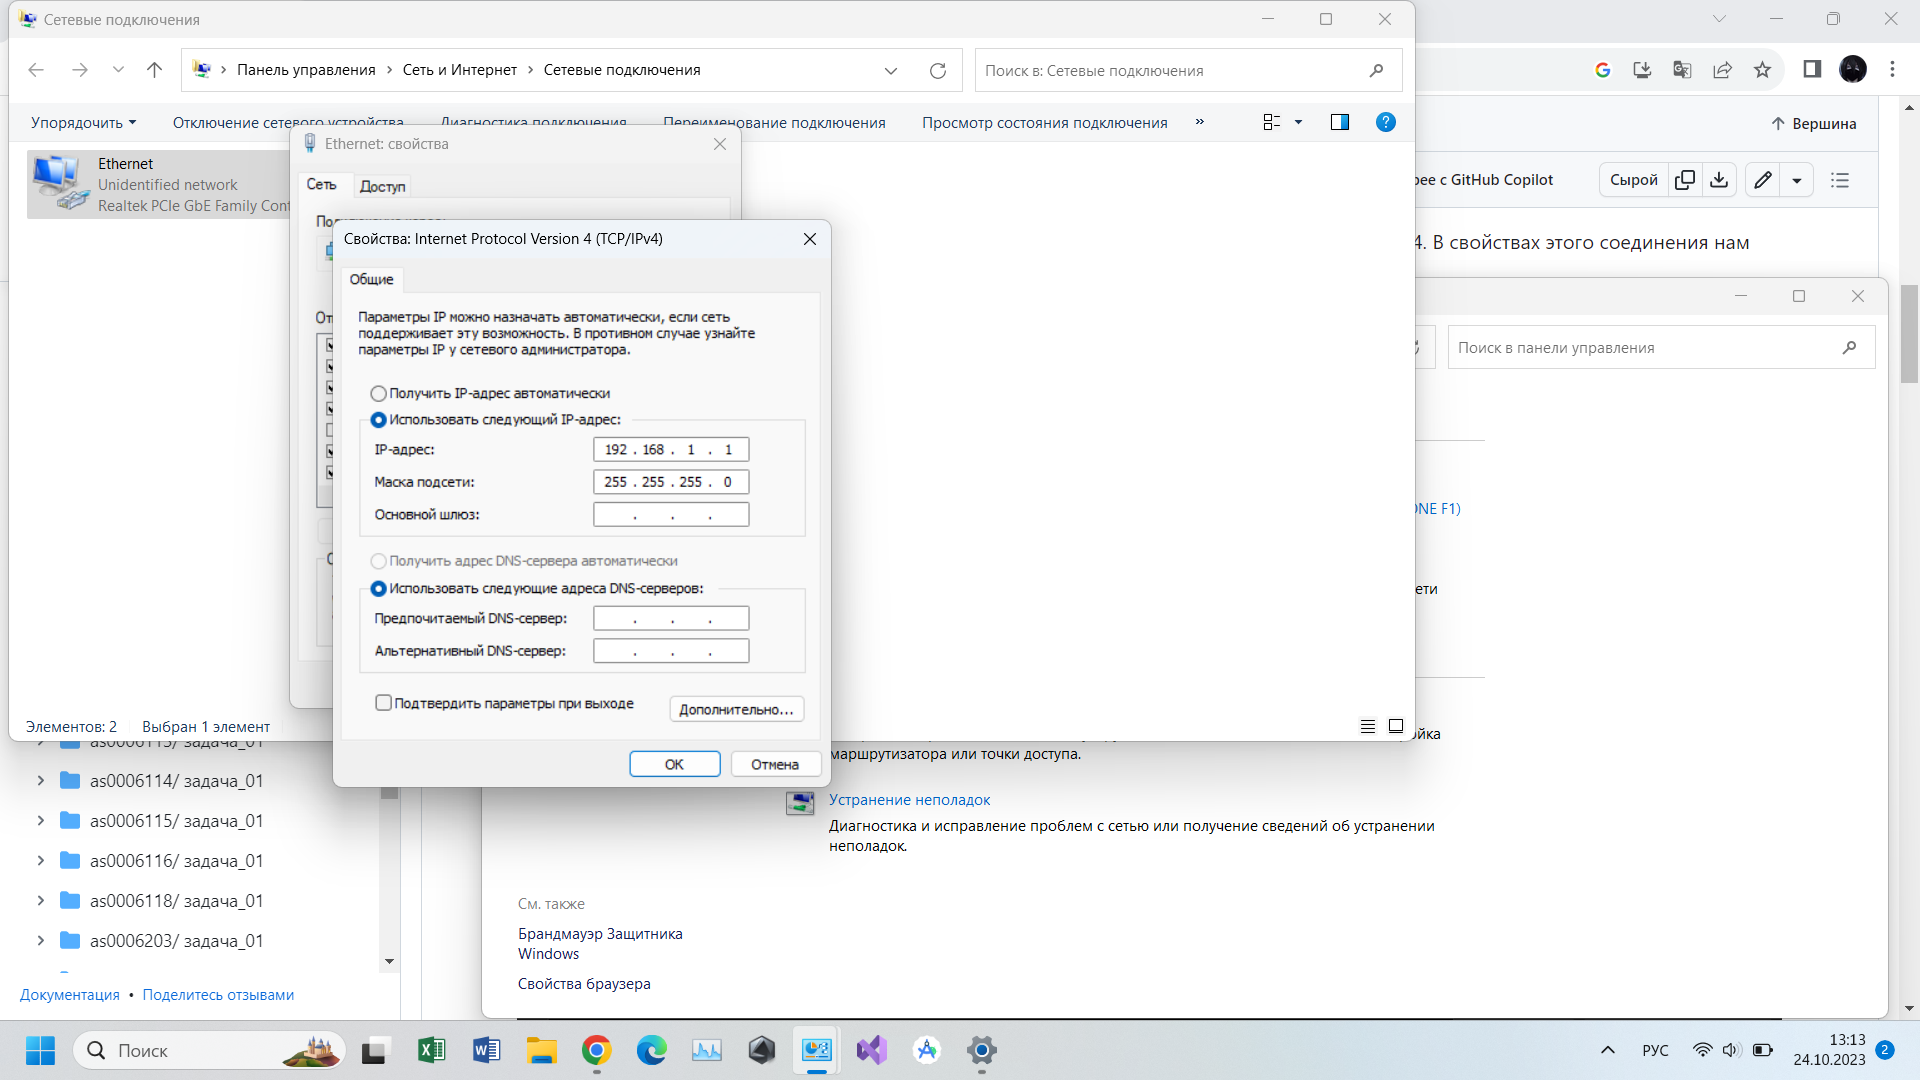 Сетевые подключения
Панель управления › Сеть и Интернет › Сетевые подключения
Поиск в: Сетевые подключения
Упорядочить
Отключение сетевого устройства
Диагностика подключения
Переименование подключения
Просмотр состояния подключения
»
Вершина
Ethernet
Unidentified network
Realtek PCIe GbE Family Cont
Ethernet: свойства
Сеть
Доступ
GitHub Copilot
Сырой
4. В свойствах этого соединения нам
Свойства: Internet Protocol Version 4 (TCP/IPv4)
Общие
Параметры IP можно назначать автоматически, если сеть
поддерживает эту возможность. В противном случае узнайте
параметры IP у сетевого администратора.
Получить IP-адрес автоматически
Использовать следующий IP-адрес:
IP-адрес:
192 . 168 . 1 . 1
Маска подсети:
255 . 255 . 255 . 0
Основной шлюз:
. . .
Получить адрес DNS-сервера автоматически
Использовать следующие адреса DNS-серверов:
Предпочитаемый DNS-сервер:
. . .
Альтернативный DNS-сервер:
. . .
Подтвердить параметры при выходе
Дополнительно...
OK
Отмена
Поиск в панели управления
ONE F1)
ети
Элементов: 2
Выбран 1 элемент
йка
маршрутизатора или точки доступа.
Устранение неполадок
Диагностика и исправление проблем с сетью или получение сведений об устранении
неполадок.
См. также
Брандмауэр Защитника
Windows
Свойства браузера
as0006113/ задача_01
as0006114/ задача_01
as0006115/ задача_01
as0006116/ задача_01
as0006118/ задача_01
as0006203/ задача_01
Документация • Поделитесь отзывами
Поиск
РУС
13:13
24.10.2023
2